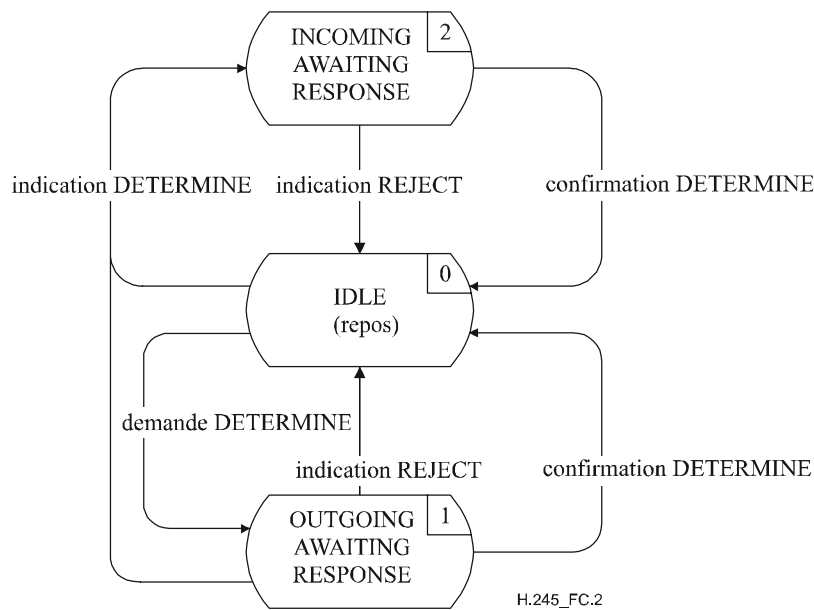 INCOMING
AWAITING
RESPONSE
2
indication DETERMINE
indication REJECT
confirmation DETERMINE
0
IDLE
(repos)
demande DETERMINE
indication REJECT
confirmation DETERMINE
OUTGOING
AWAITING
RESPONSE
1
H.245_FC.2